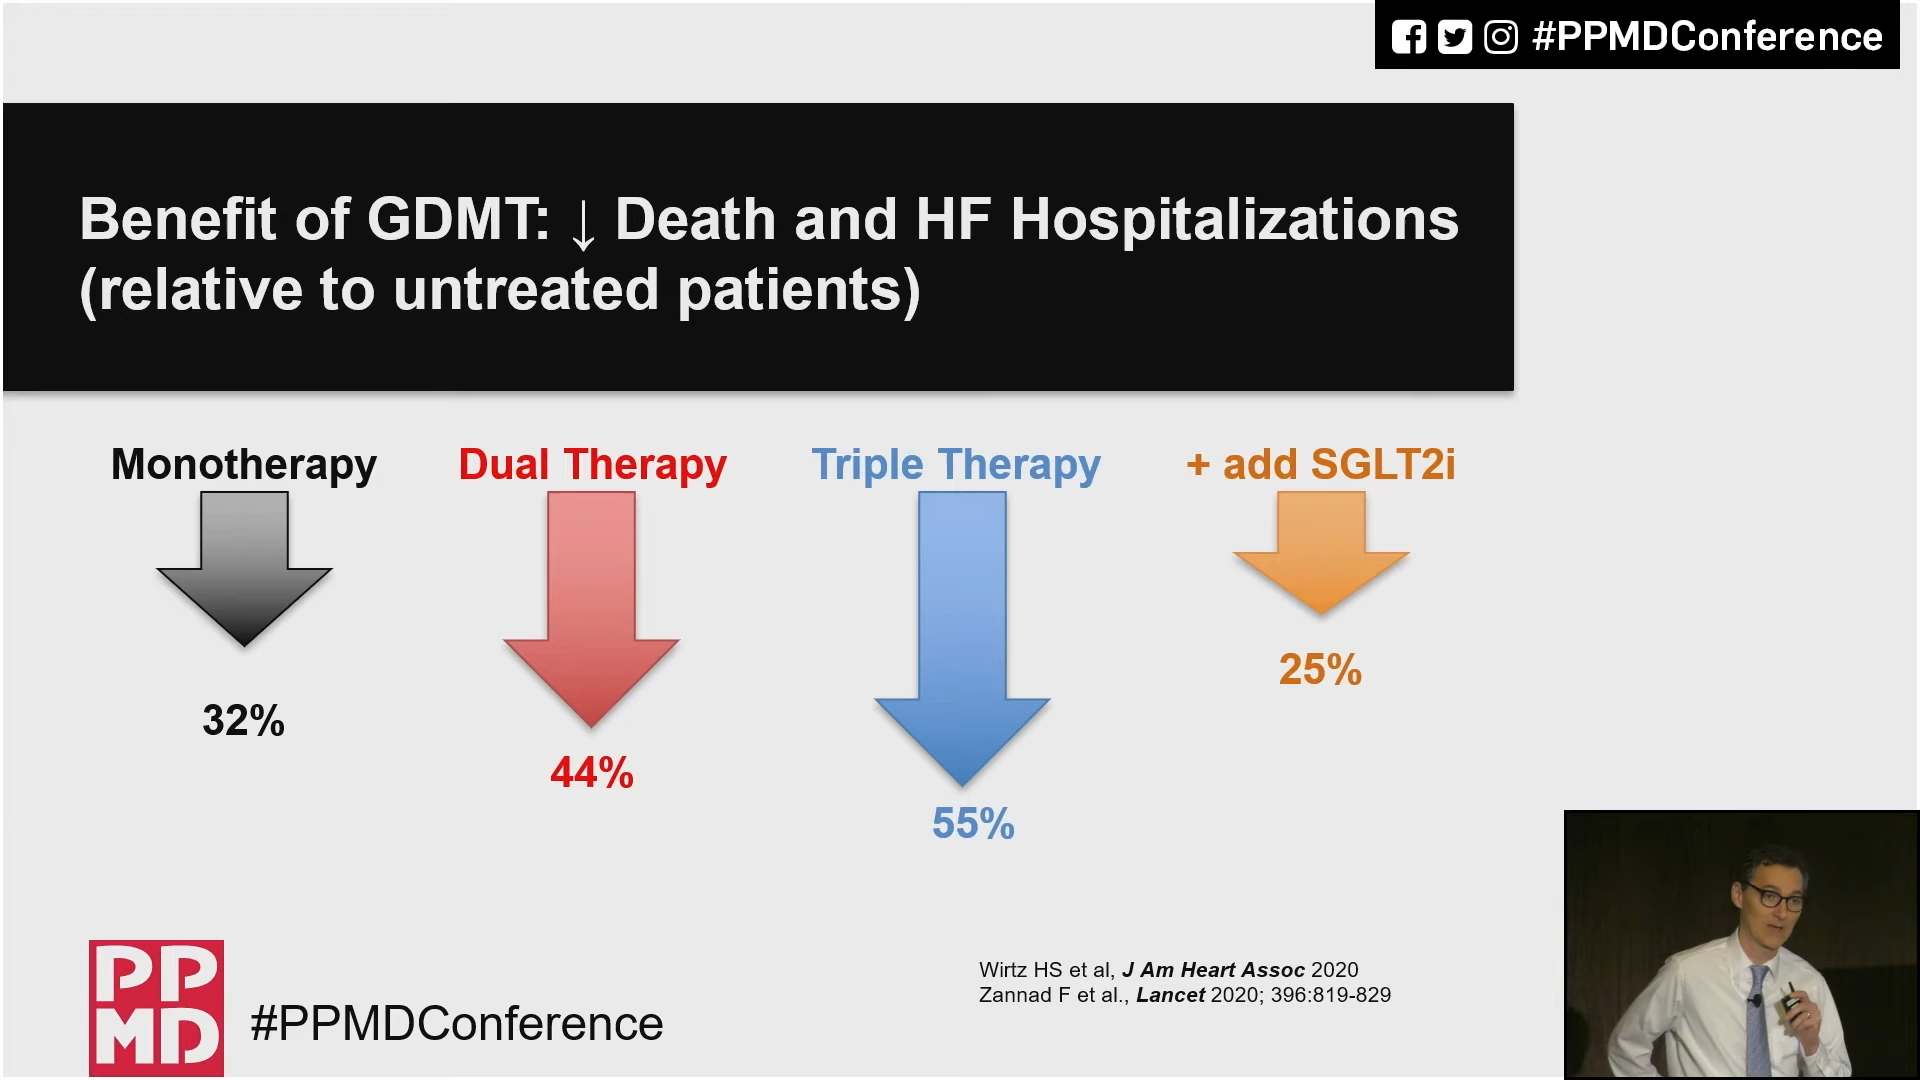 #PPMDConference
Benefit of GDMT: ↓ Death and HF Hospitalizations
(relative to untreated patients)
Monotherapy
Dual Therapy
Triple Therapy
+ add SGLT2i
32%
44%
55%
25%
Wirtz HS et al, J Am Heart Assoc 2020
Zannad F et al., Lancet 2020; 396:819-829
PP
MD
#PPMDConference